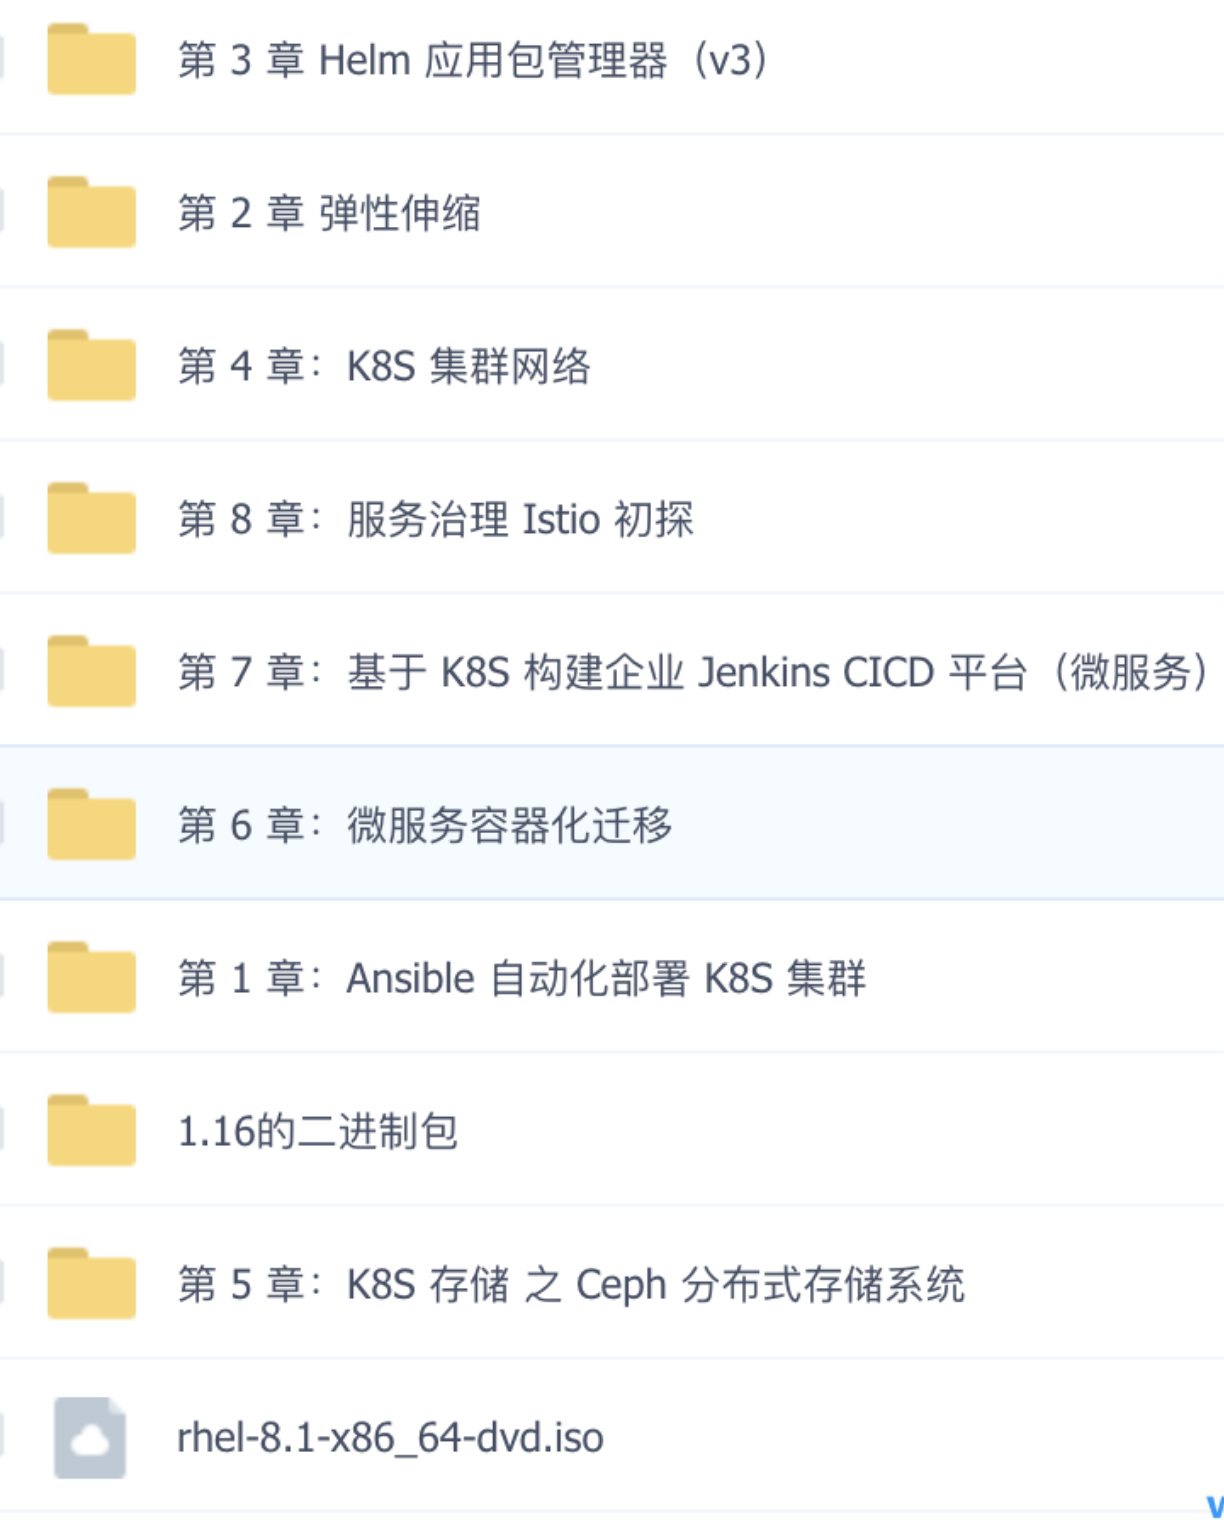 第 3 章 Helm 应用包管理器（v3）
第 2 章 弹性伸缩
第 4 章：K8S 集群网络
第 8 章：服务治理 Istio 初探
第 7 章：基于 K8S 构建企业 Jenkins CICD 平台（微服务）
第 6 章：微服务容器化迁移
第 1 章：Ansible 自动化部署 K8S 集群
1.16的二进制包
第 5 章：K8S 存储 之 Ceph 分布式存储系统
rhel-8.1-x86_64-dvd.iso